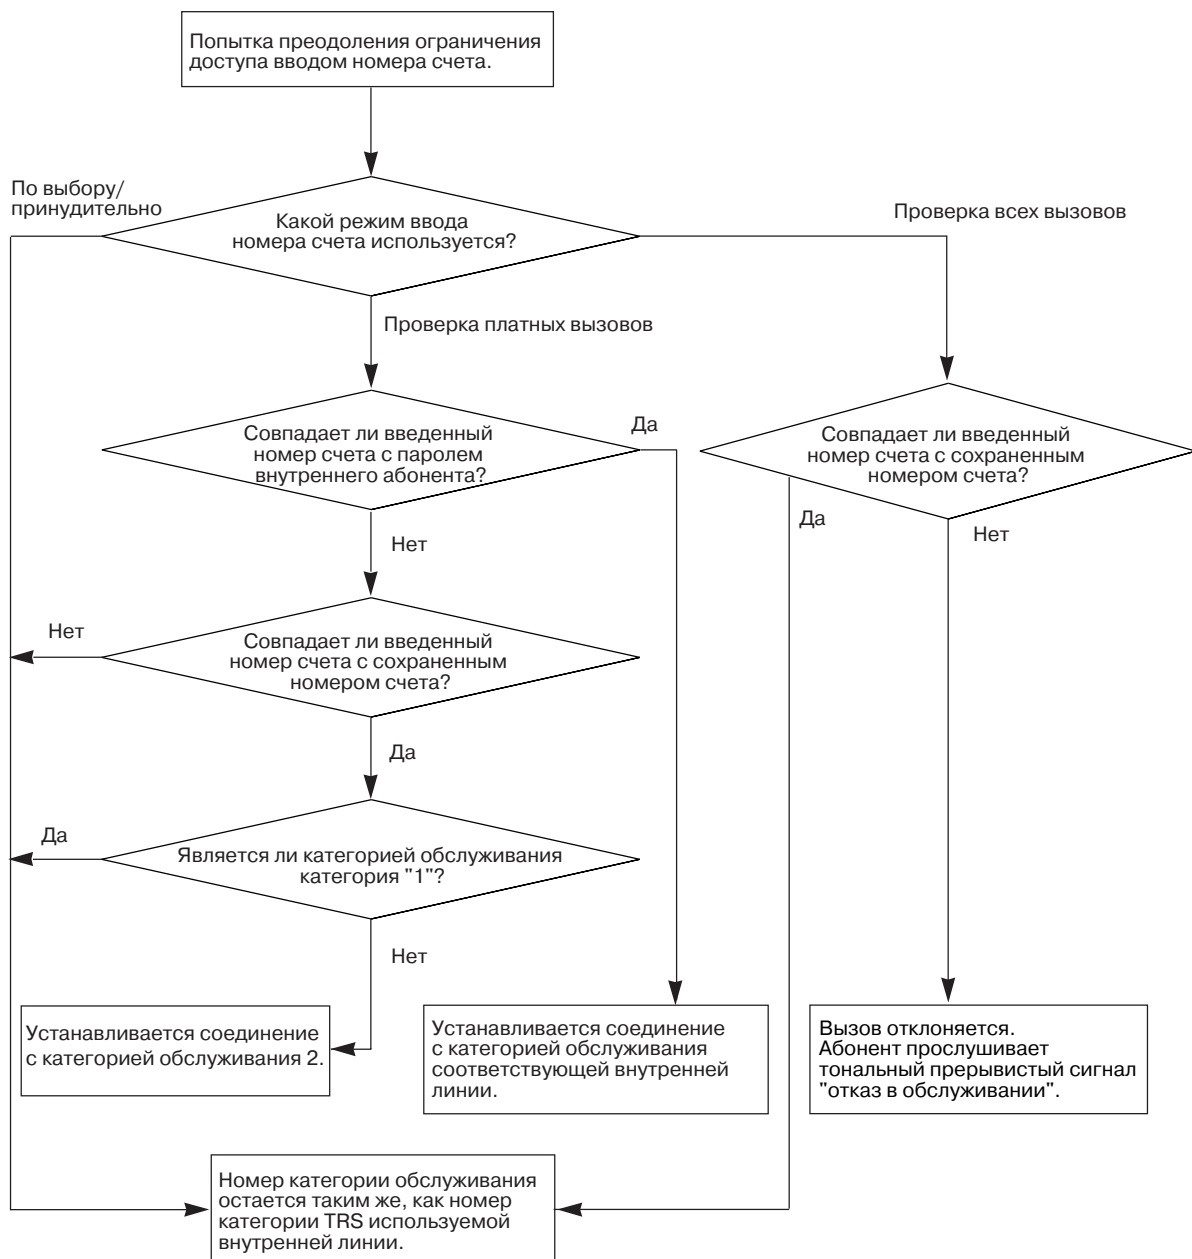 Попытка преодоления ограничения
доступа вводом номера счета.
По выбору/
принудительно
Какой режим ввода
номера счета используется?
Проверка всех вызовов
Проверка платных вызовов
Совпадает ли введенный
номер счета с паролем
внутреннего абонента?
Да
Совпадает ли введенный
номер счета с сохраненным
номером счета?
Да
Нет
Нет
Нет
Совпадает ли введенный
номер счета с сохраненным
номером счета?
Да
Да
Является ли категорией обслуживания
категория "1"?
Нет
Устанавливается соединение
с категорией обслуживания 2.
Устанавливается соединение
с категорией обслуживания
соответствующей внутренней
линии.
Вызов отклоняется.
Абонент прослушивает
тональный прерывистый сигнал
"отказ в обслуживании".
Номер категории обслуживания
остается таким же, как номер
категории TRS используемой
внутренней линии.